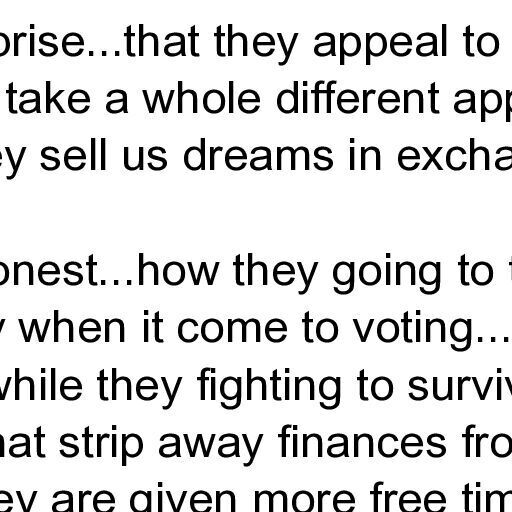 orise...that they appeal to
take a whole different app
ey sell us dreams in excha
onest...how they going to t
y when it come to voting...
while they fighting to surviv
hat strip away finances fro
ey are given more free tim